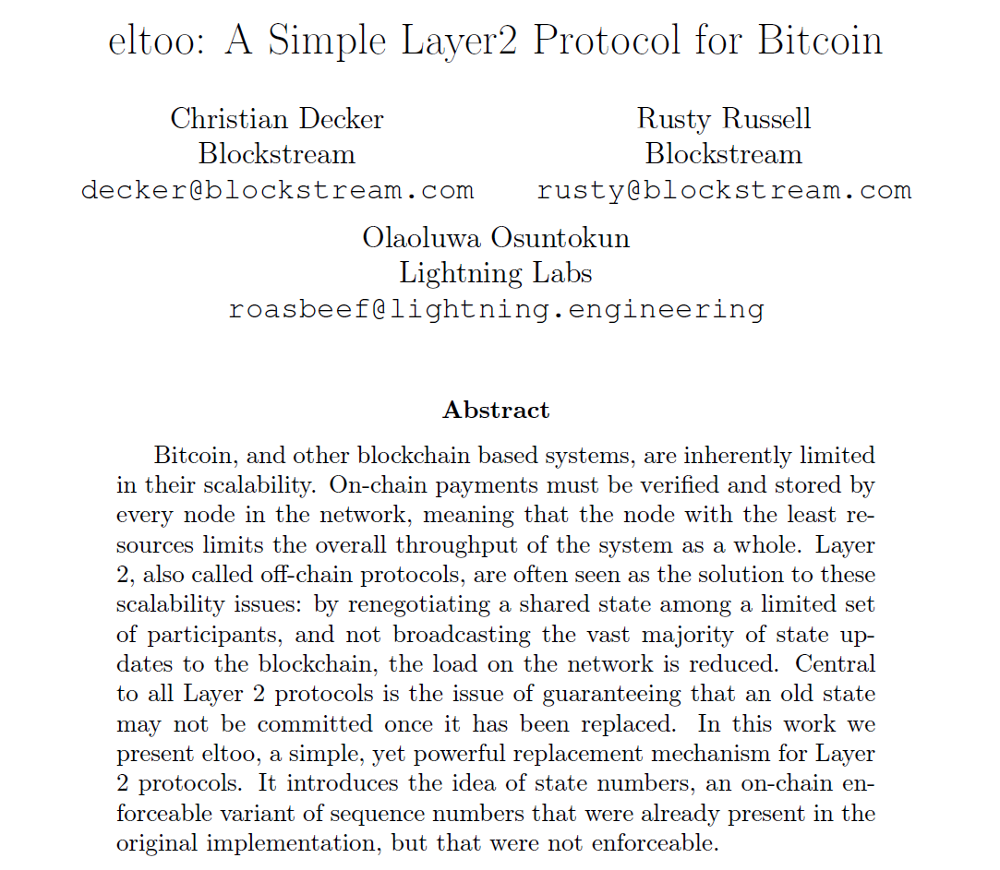 eltoo: A Simple Layer2 Protocol for Bitcoin
Christian Decker
Blockstream
decker@blockstream.com
Rusty Russell
Blockstream
rusty@blockstream.com
Olaoluwa Osuntokun
Lightning Labs
roasbeef@lightning.engineering
Abstract
Bitcoin, and other blockchain based systems, are inherently limited
in their scalability. On-chain payments must be verified and stored by
every node in the network, meaning that the node with the least re-
sources limits the overall throughput of the system as a whole. Layer
2, also called off-chain protocols, are often seen as the solution to these
scalability issues: by renegotiating a shared state among a limited set
of participants, and not broadcasting the vast majority of state up-
dates to the blockchain, the load on the network is reduced. Central
to all Layer 2 protocols is the issue of guaranteeing that an old state
may not be committed once it has been replaced. In this work we
present eltoo, a simple, yet powerful replacement mechanism for Layer
2 protocols. It introduces the idea of state numbers, an on-chain en-
forceable variant of sequence numbers that were already present in the
original implementation, but that were not enforceable.